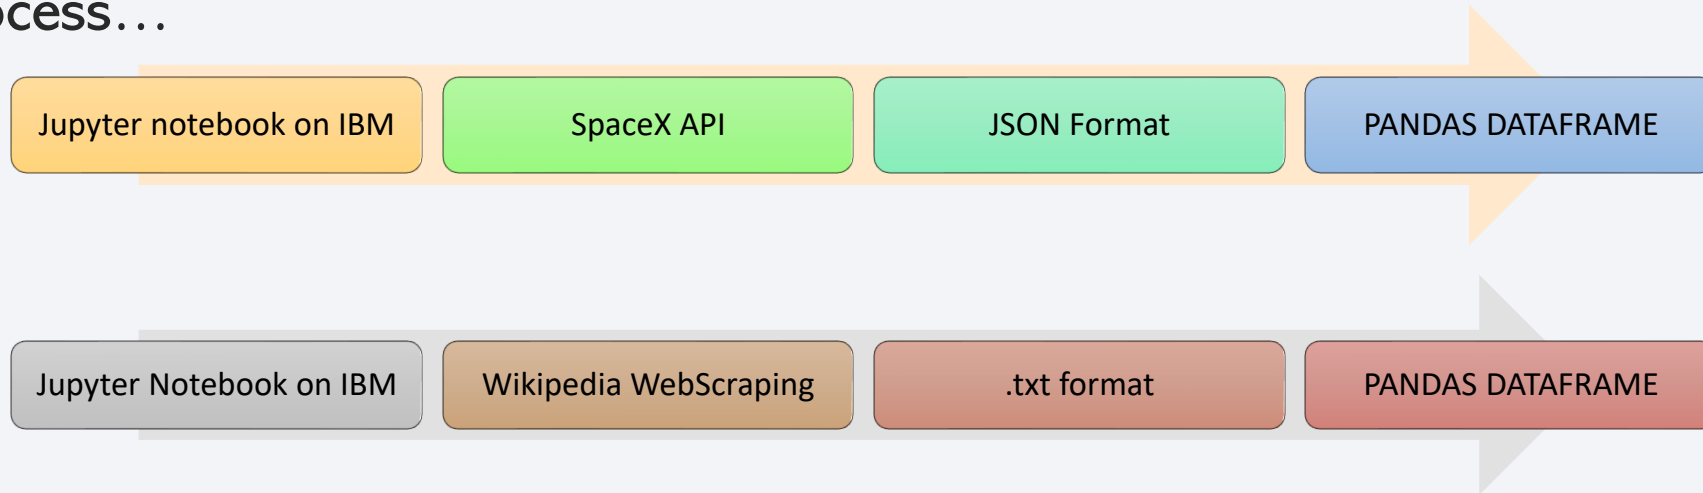 ocess...
Jupyter notebook on IBM
SpaceX API
JSON Format
PANDAS DATAFRAME
Jupyter Notebook on IBM
Wikipedia WebScraping
.txt format
PANDAS DATAFRAME